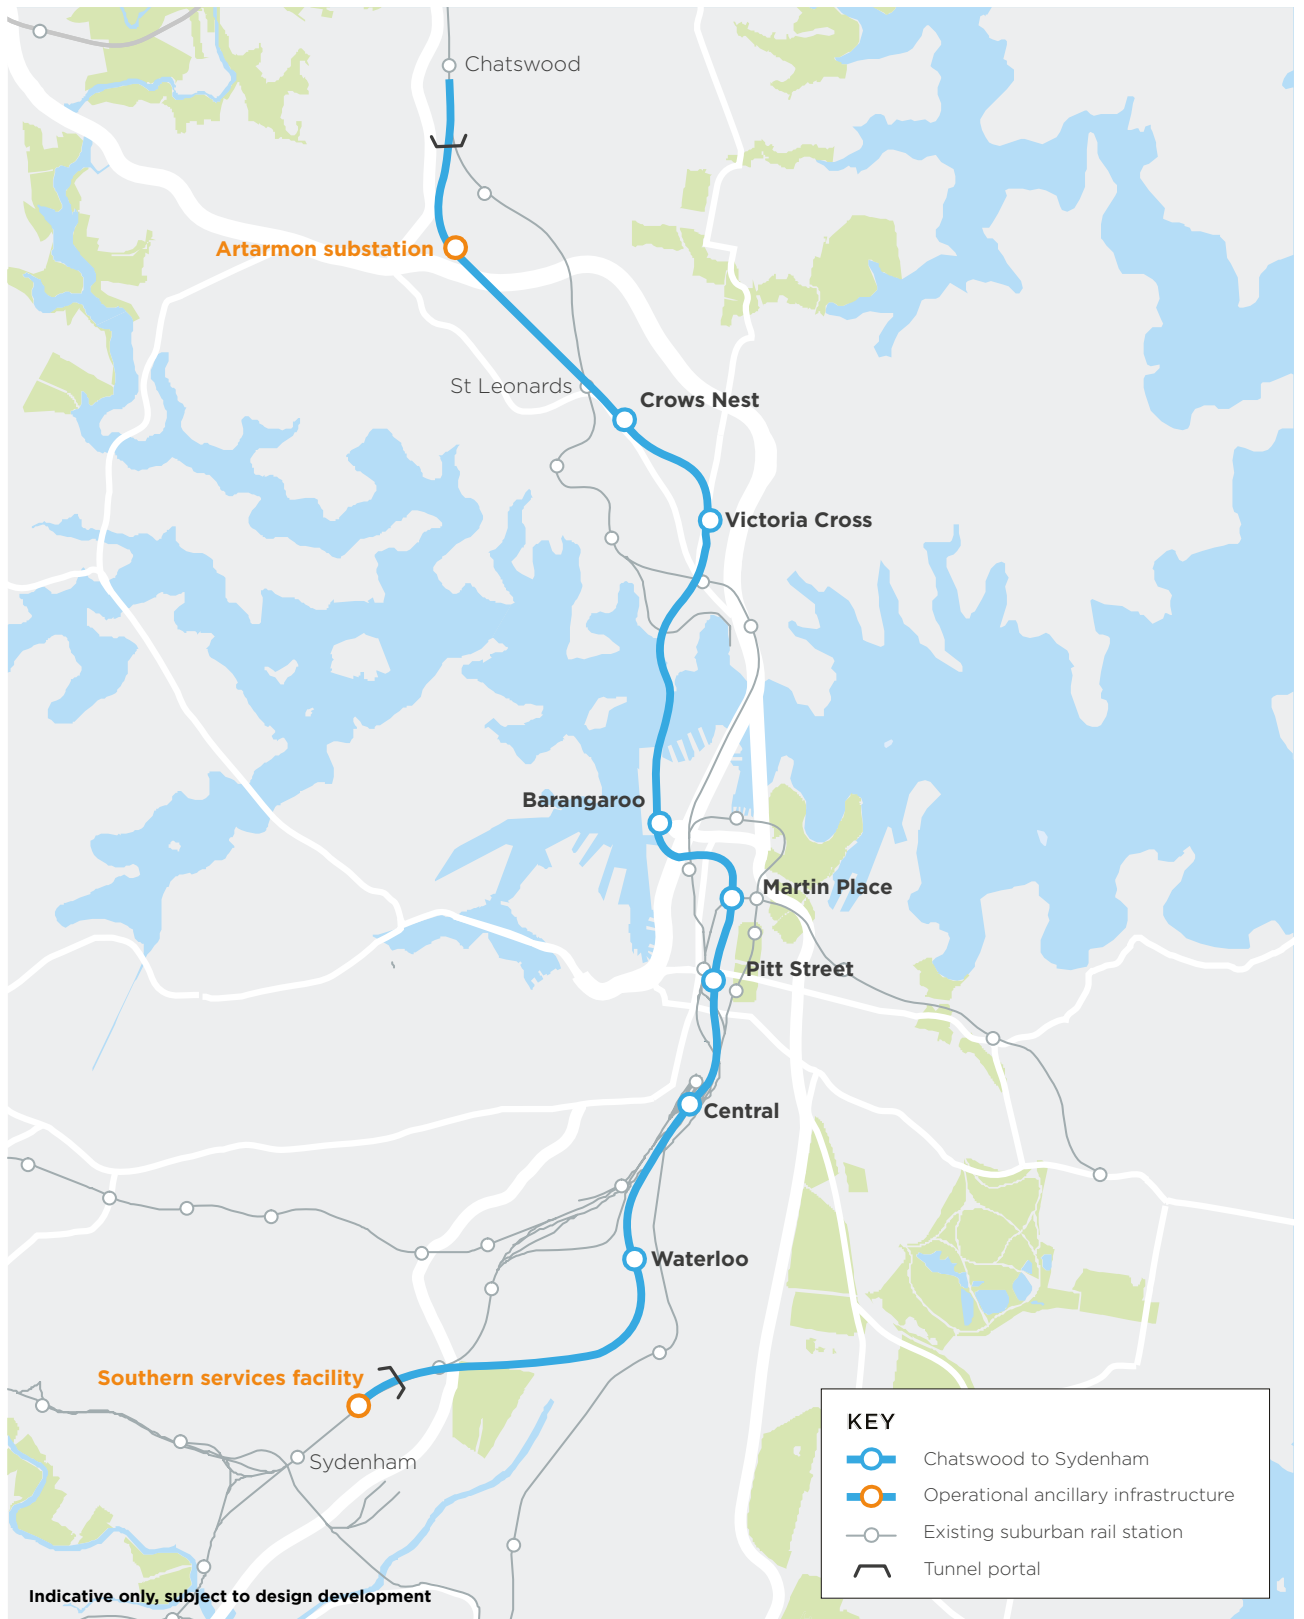 Chatswood
Artarmon substation
St Leonards
Crows Nest
Victoria Cross
Barangaroo
Martin Place
Pitt Street
Central
Waterloo
Southern services facility
Sydenham
KEY
Chatswood to Sydenham
Operational ancillary infrastructure
Existing suburban rail station
Tunnel portal
Indicative only, subject to design development